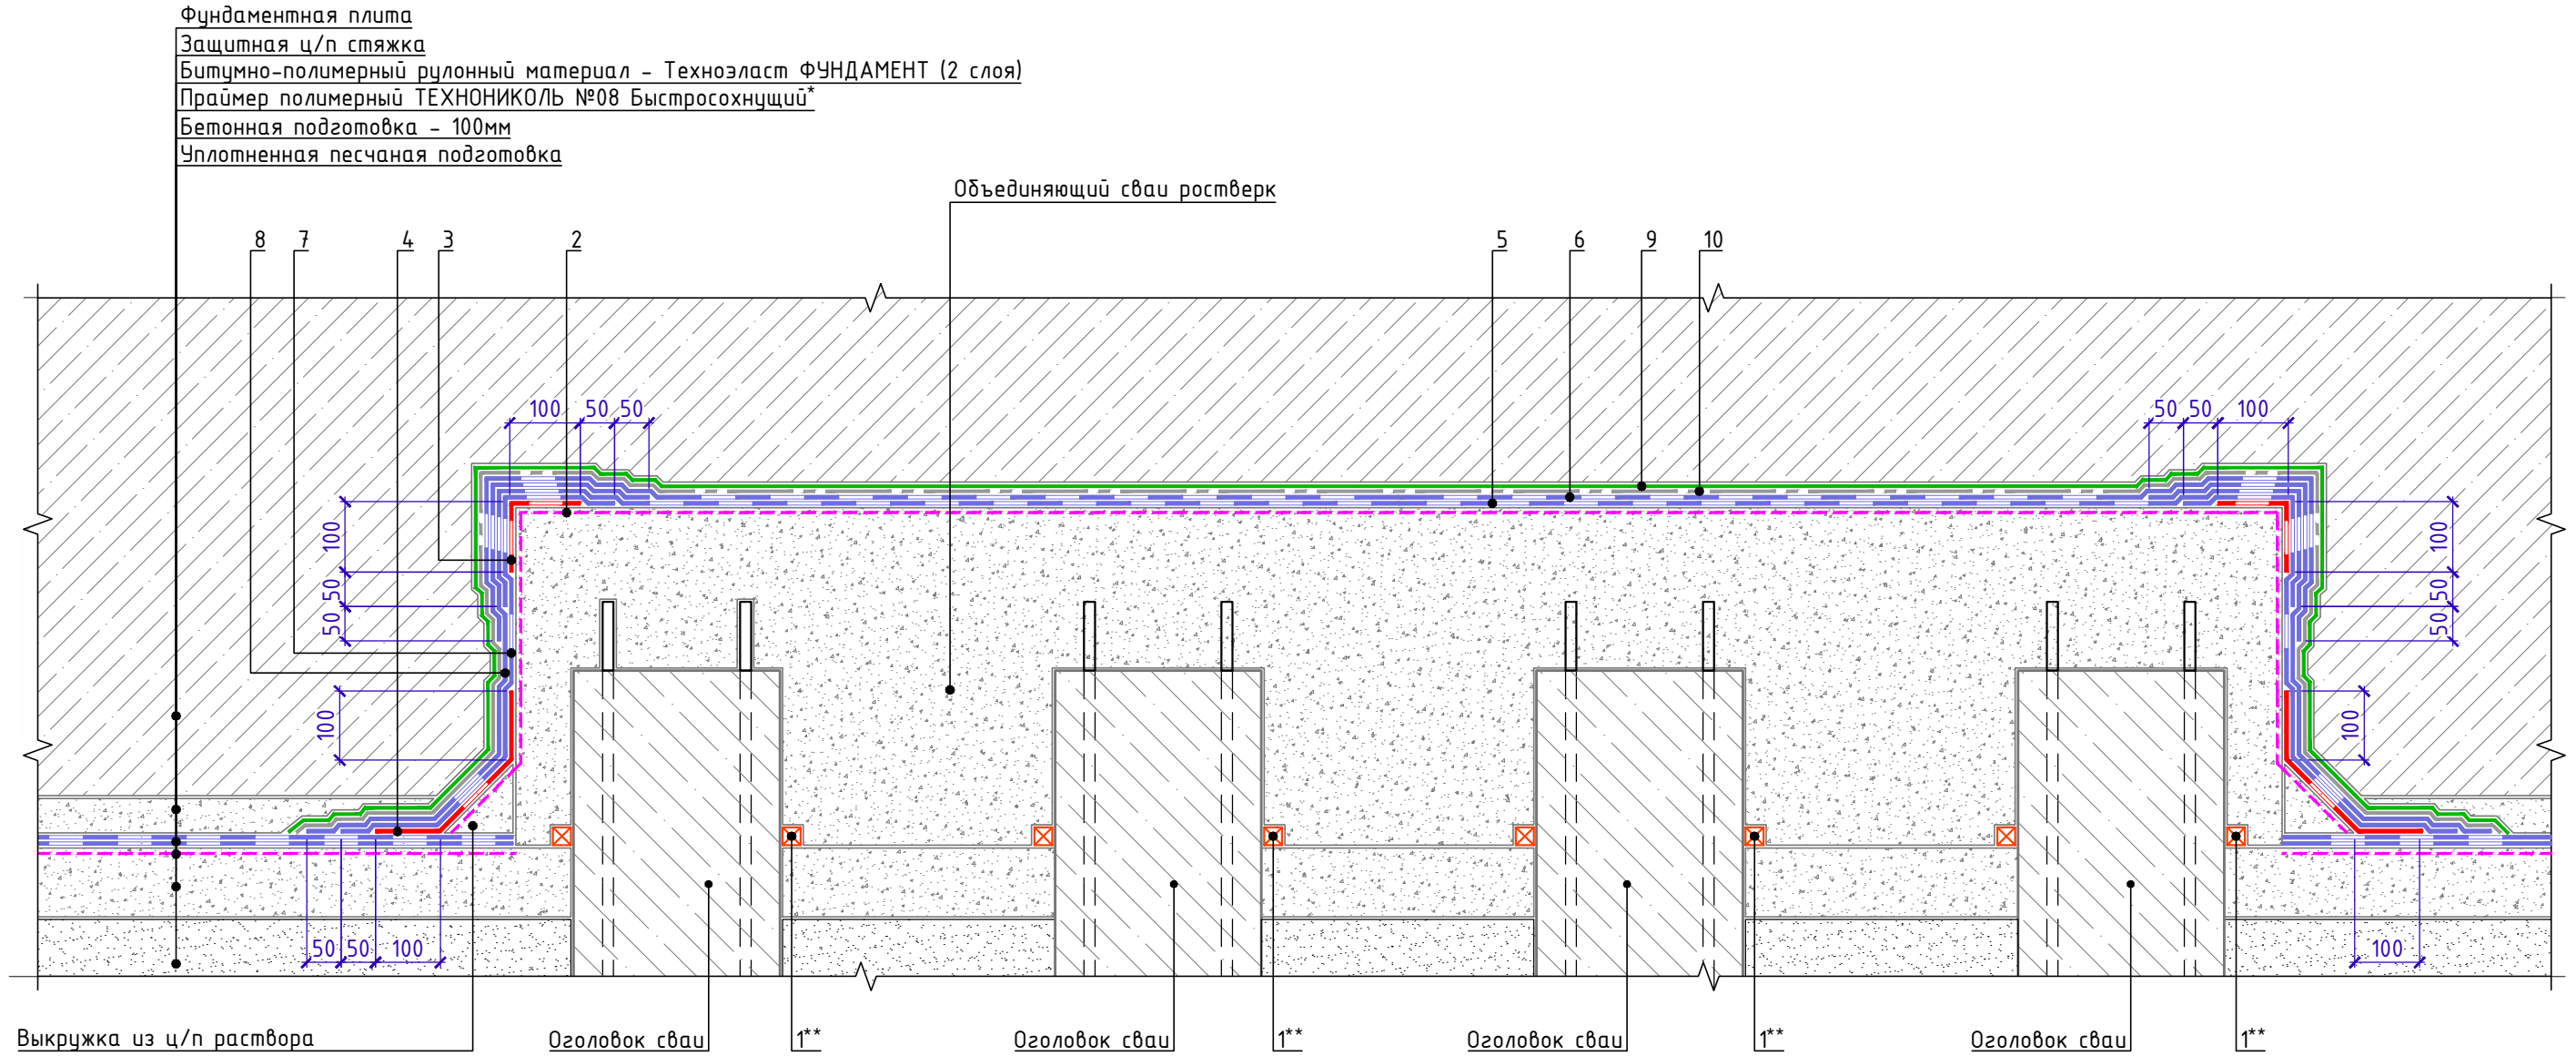 Фундаментная плита
Защитная ц/п стяжка
Битумно-полимерный рулонный материал - Техноэласт ФУНДАМЕНТ (2 слоя)
Праймер полимерный ТЕХНОНИКОЛЬ №08 Быстросохнущий*
Бетонная подготовка - 100мм
Уплотненная песчаная подготовка
Объединяющий сваи ростверк
8 7 4 3 2 5 6 9 10
100 50 50
50 50 100
100
50
50
100
100
50
50
100
50 50 100
100
Выкружка из ц/п раствора
Оголовок сваи
1**
Оголовок сваи
1**
Оголовок сваи
1**
Оголовок сваи
1**